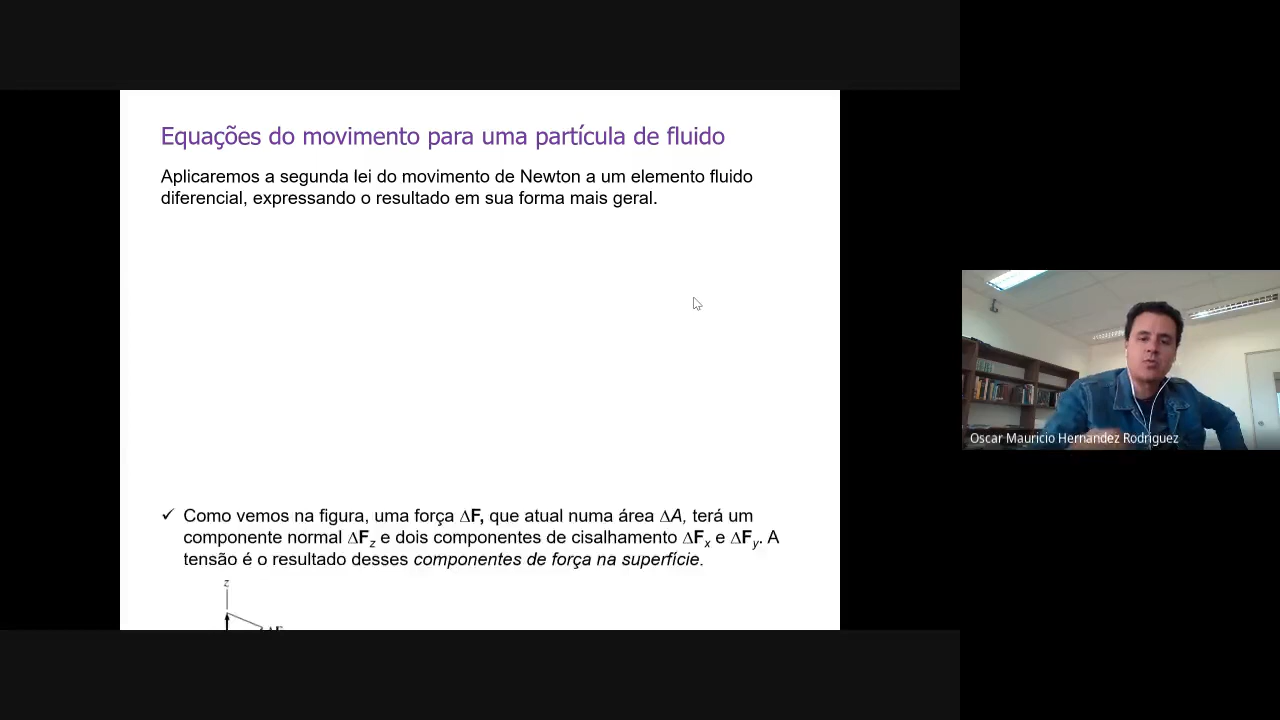 Equações do movimento para uma partícula de fluido
Aplicaremos a segunda lei do movimento de Newton a um elemento fluido
diferencial, expressando o resultado em sua forma mais geral.
✓ Como vemos na figura, uma força ΔF, que atual numa área ΔA, terá um
componente normal ΔFz e dois componentes de cisalhamento ΔFx e ΔFy. A
tensão é o resultado desses componentes de força na superfície.
z
ΔF
Oscar Mauricio Hernandez Rodriguez